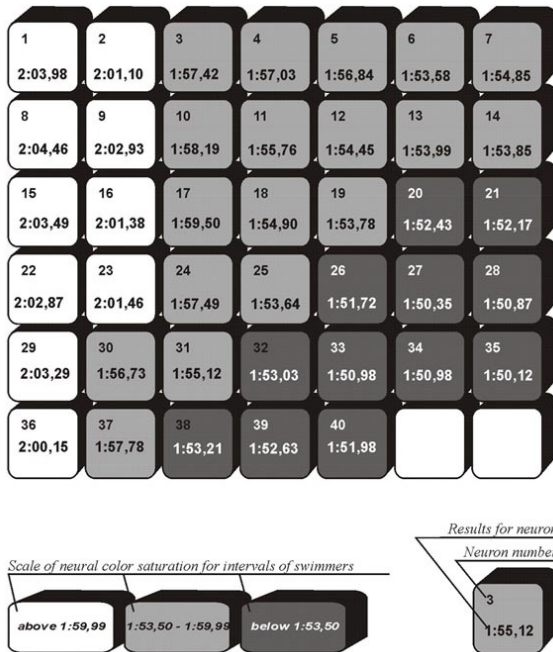 1 2 3 4 5 6 7
2:03,98 2:01,10 1:57,42 1:57,03 1:56,84 1:53,58 1:54,85
8 9 10 11 12 13 14
2:04,46 2:02,93 1:58,19 1:55,76 1:54,45 1:53,99 1:53,85
15 16 17 18 19 20 21
2:03,49 2:01,38 1:59,50 1:54,90 1:53,78 1:52,43 1:52,17
22 23 24 25 26 27 28
2:02,87 2:01,46 1:57,49 1:53,64 1:51,72 1:50,35 1:50,87
29 30 31 32 33 34 35
2:03,29 1:56,73 1:55,12 1:53,03 1:50,98 1:50,98 1:50,12
36 37 38 39 40
2:00,15 1:57,78 1:53,21 1:52,63 1:51,98
Results for neuron
Neuron number
Scale of neural color saturation for intervals of swimmers
above 1:59,99 1:53,50 - 1:59,99 below 1:53,50
3
1:55,12